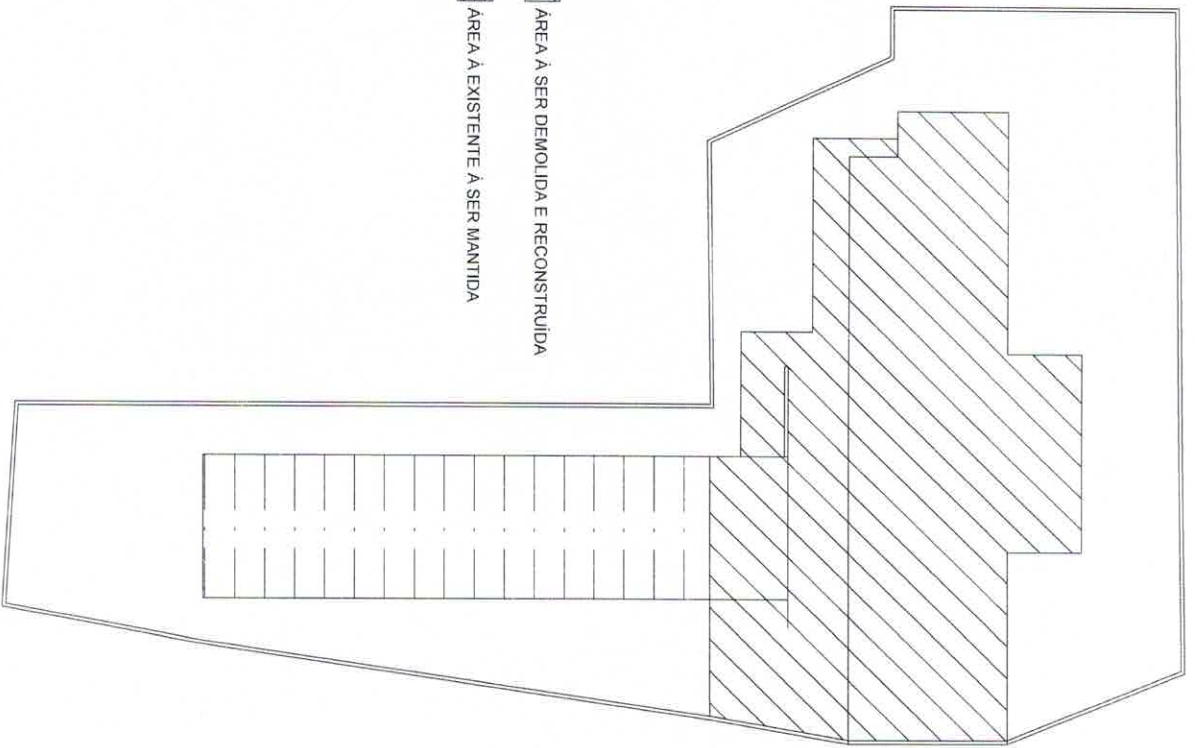 ÁREA À SER DEMOLIDA E RECONSTRUÍDA
ÁREA À EXISTENTE À SER MANTIDA